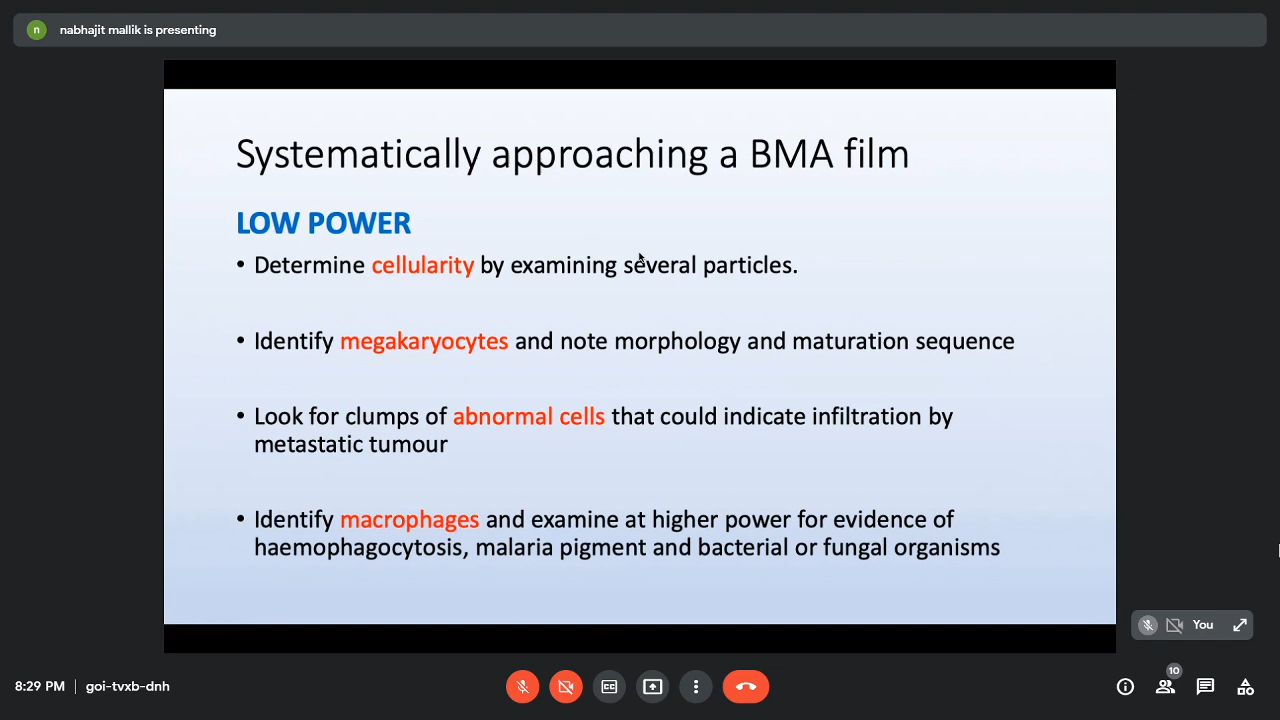 n nabhajit mallik is presenting
Systematically approaching a BMA film
LOW POWER
• Determine cellularity by examining several particles.
• Identify megakaryocytes and note morphology and maturation sequence
• Look for clumps of abnormal cells that could indicate infiltration by
metastatic tumour
• Identify macrophages and examine at higher power for evidence of
haemophagocytosis, malaria pigment and bacterial or fungal organisms
You
8:29 PM | goi-tvxb-dnh
CC
10